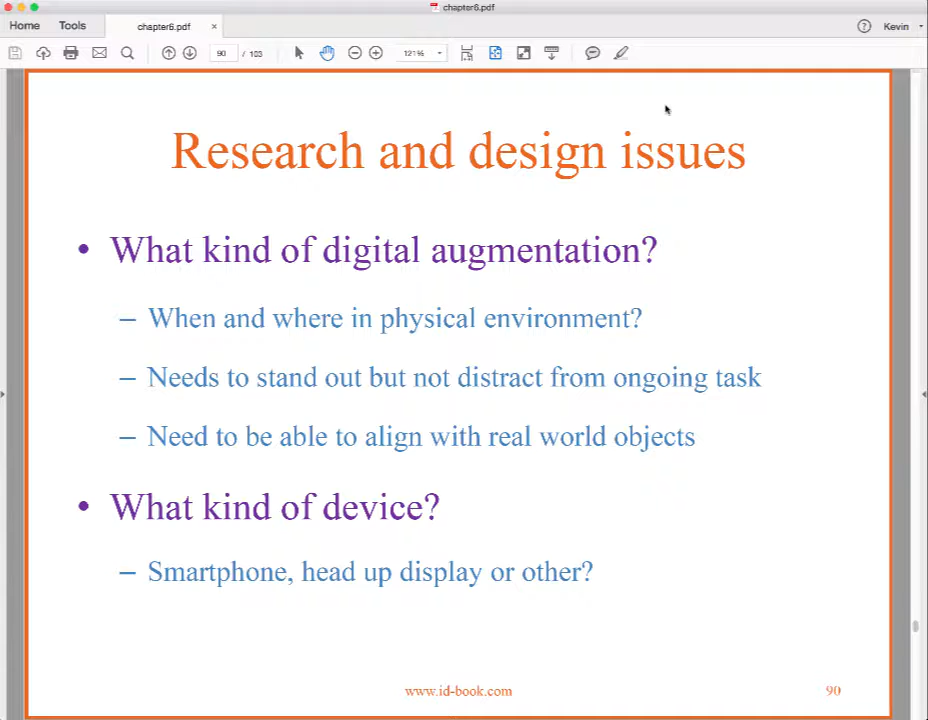 chapter6.pdf
Home Tools chapter6.pdf × ? Kevin
90 / 103 121%
Research and design issues
• What kind of digital augmentation?
– When and where in physical environment?
– Needs to stand out but not distract from ongoing task
– Need to be able to align with real world objects
• What kind of device?
– Smartphone, head up display or other?
www.id-book.com 90